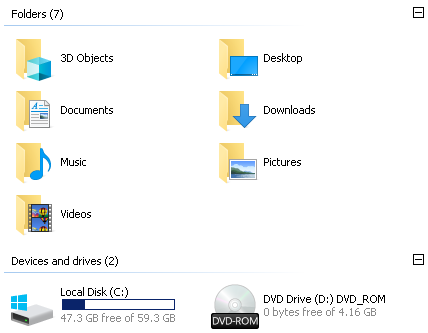 Folders (7)
3D Objects
Desktop
Documents
Downloads
Music
Pictures
Videos
Devices and drives (2)
Local Disk (C:)
47.3 GB free of 59.3 GB
DVD Drive (D:) DVD_ROM
0 bytes free of 4.16 GB
DVD-ROM